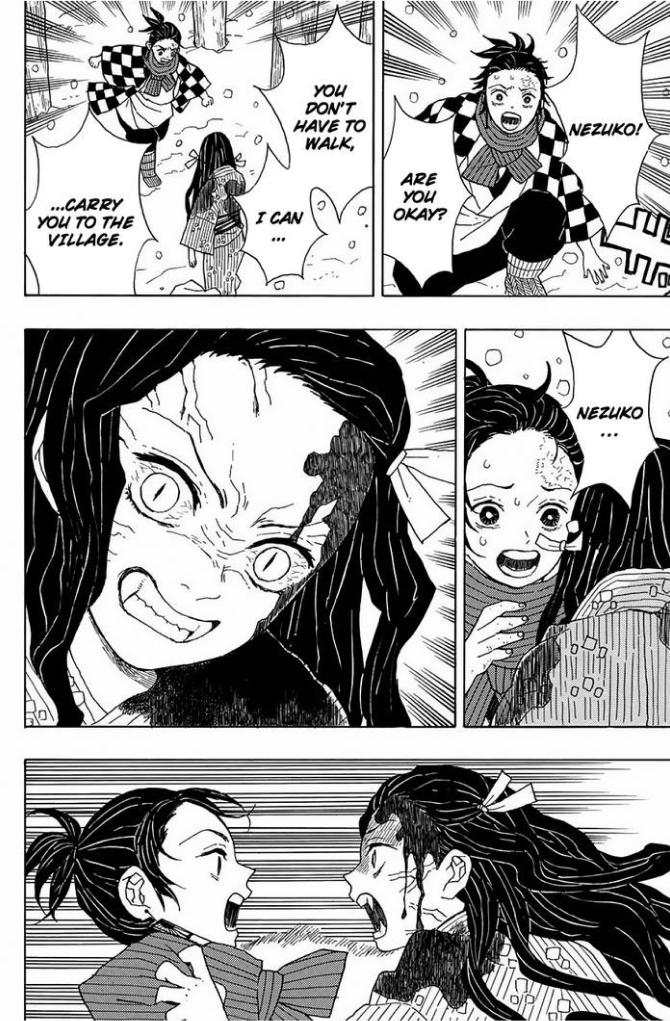 NEZUKO!
ARE
YOU
OKAY?
YOU
DON'T
HAVE TO
WALK,
I CAN
...
...CARRY
YOU TO THE
VILLAGE.
NEZUKO
...